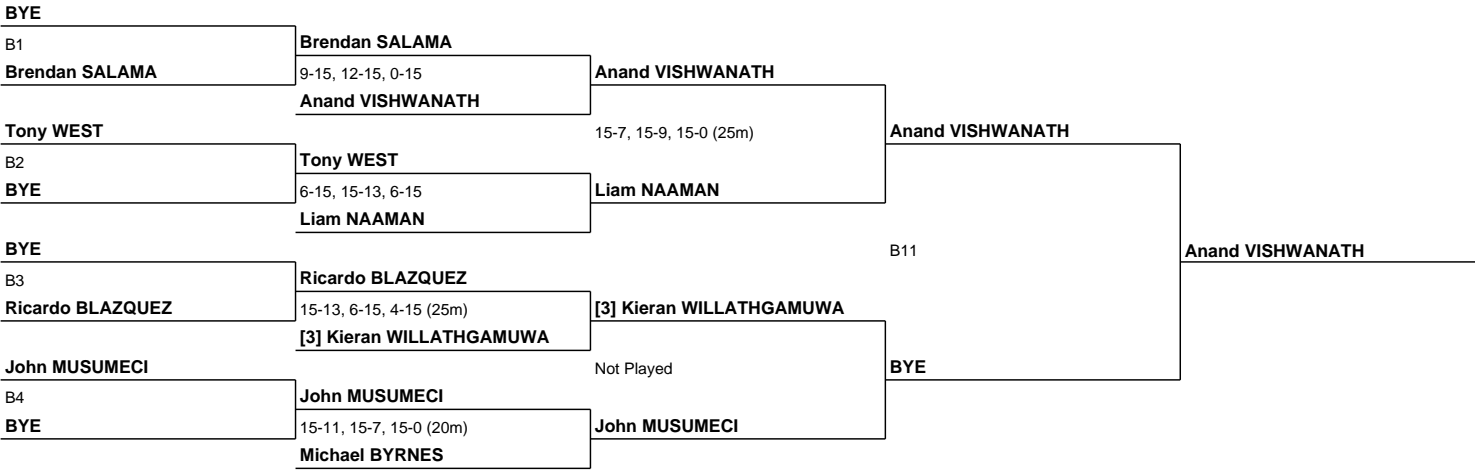 BYE
B1
Brendan SALAMA
Brendan SALAMA
9-15, 12-15, 0-15
Anand VISHWANATH
Anand VISHWANATH
Tony WEST
15-7, 15-9, 15-0 (25m)
Anand VISHWANATH
B2
Tony WEST
BYE
6-15, 15-13, 6-15
Liam NAAMAN
Liam NAAMAN
BYE
B11
Anand VISHWANATH
B3
Ricardo BLAZQUEZ
Ricardo BLAZQUEZ
15-13, 6-15, 4-15 (25m)
[3] Kieran WILLATHGAMUWA
[3] Kieran WILLATHGAMUWA
John MUSUMECI
Not Played
BYE
B4
John MUSUMECI
BYE
15-11, 15-7, 15-0 (20m)
John MUSUMECI
Michael BYRNES